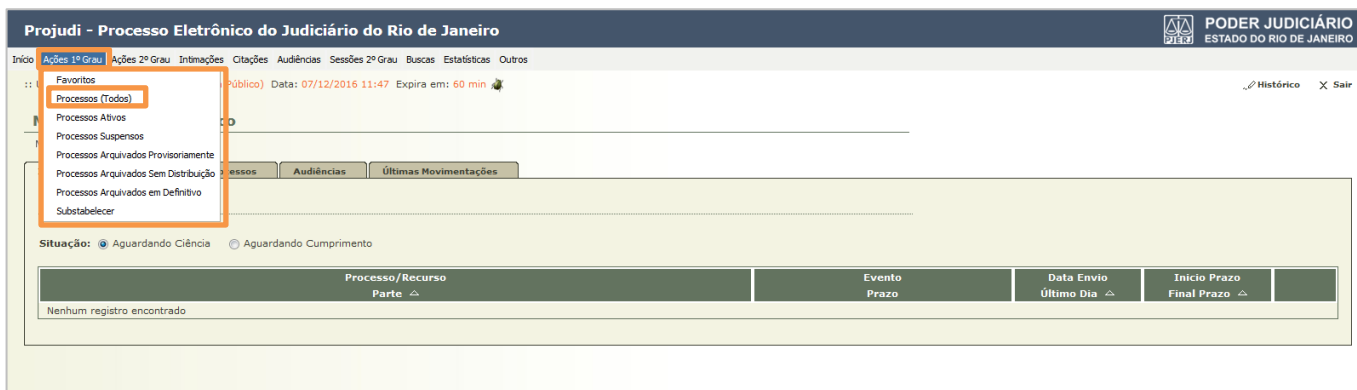 Projudi - Processo Eletrônico do Judiciário do Rio de Janeiro
PJERJ
PODER JUDICIÁRIO
ESTADO DO RIO DE JANEIRO
Início Ações 1º Grau Ações 2º Grau Intimações Citações Audiências Sessões 2º Grau Buscas Estatísticas Outros
Público) Data: 07/12/2016 11:47 Expira em: 60 min
Histórico X Sair
Favoritos
Processos (Todos)
Processos Ativos
Processos Suspensos
Processos Arquivados Provisoriamente
Processos Arquivados Sem Distribuição
Processos Arquivados em Definitivo
Substabelecer
Audiências Últimas Movimentações
Situação: Aguardando Ciência Aguardando Cumprimento
Processo/Recurso Evento Data Envio Inicio Prazo
Parte Prazo Último Dia Final Prazo
Nenhum registro encontrado